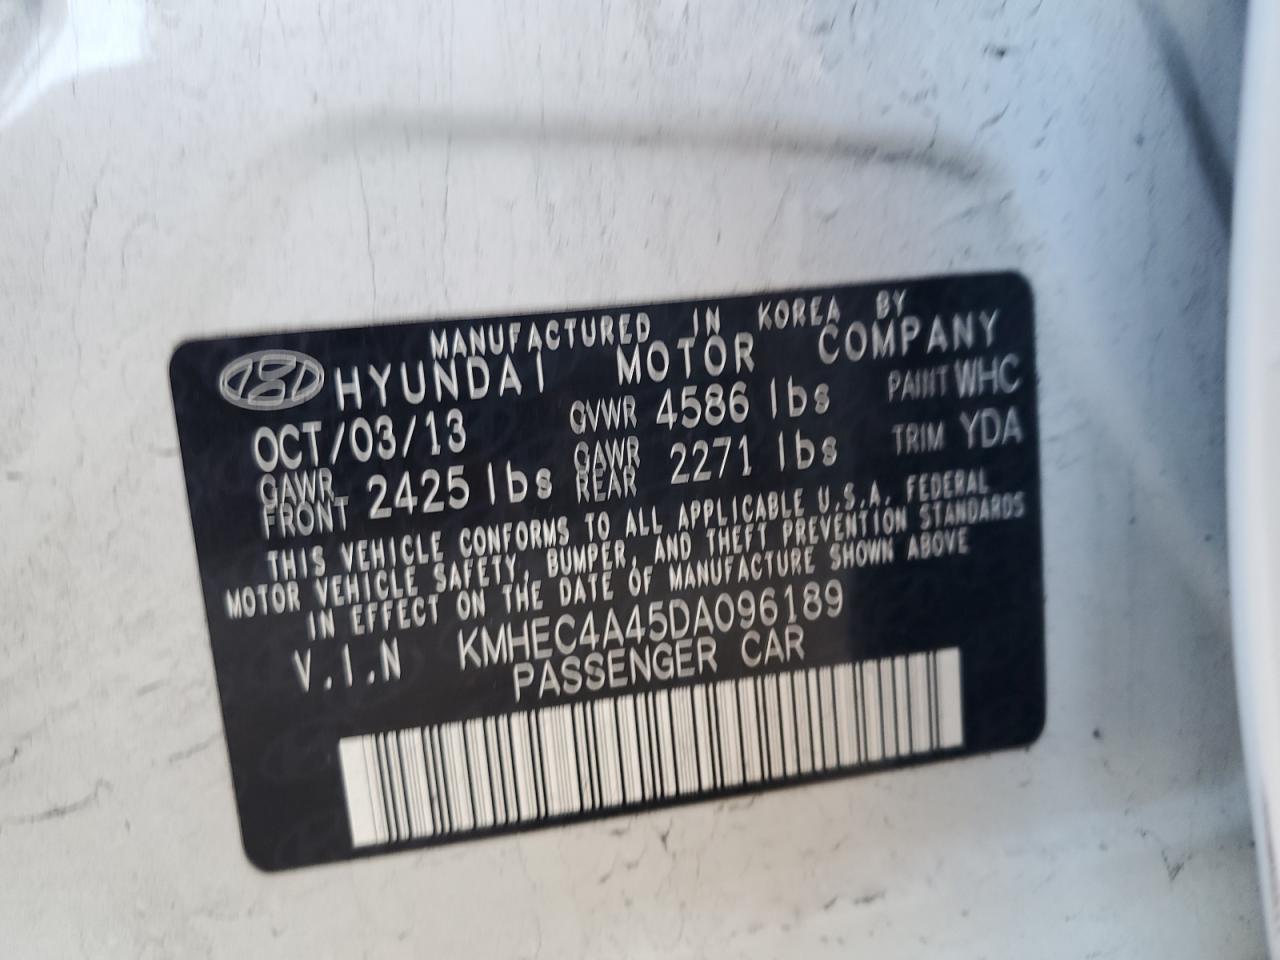 MANUFACTURED IN KOREA BY
HYUNDAI MOTOR COMPANY
OCT/03/13 GVWR 4586 lbs PAINT WHC
GAWR FRONT 2425 lbs GAWR REAR 2271 lbs TRIM YDA
THIS VEHICLE CONFORMS TO ALL APPLICABLE U.S.A. FEDERAL
MOTOR VEHICLE SAFETY, BUMPER, AND THEFT PREVENTION STANDARDS
IN EFFECT ON THE DATE OF MANUFACTURE SHOWN ABOVE
V.I.N KMHEC4A45DA096189
PASSENGER CAR